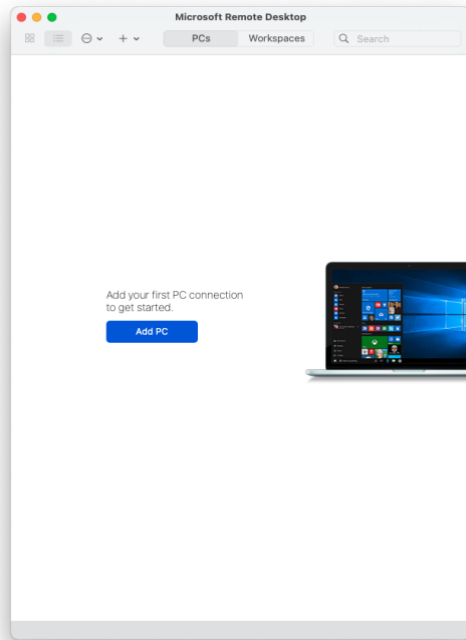 Microsoft Remote Desktop
PCs
Workspaces
Search
Add your first PC connection
to get started.
Add PC